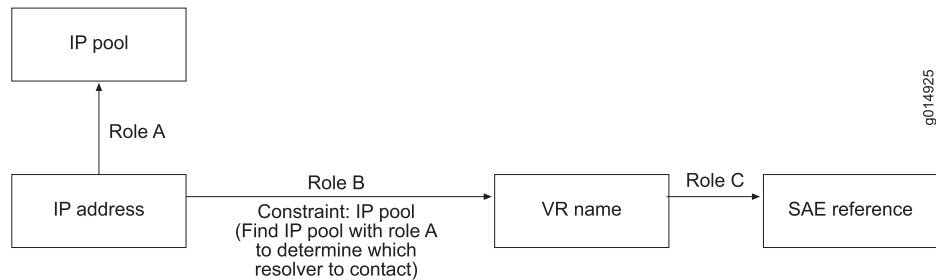 IP pool
g014925
Role A
IP address
Role B
Constraint: IP pool
(Find IP pool with role A
to determine which
resolver to contact)
VR name
Role C
SAE reference